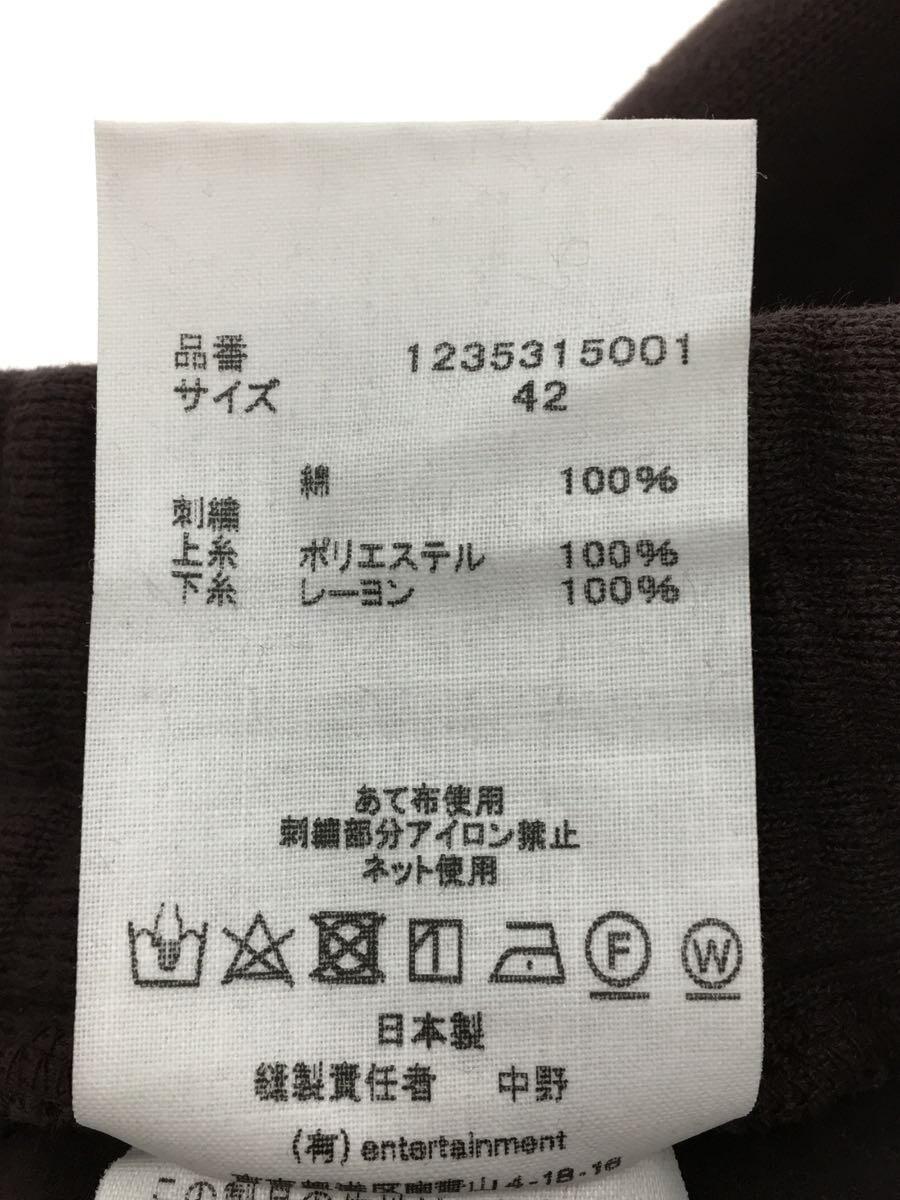 品番 1235315001
サイズ 42
綿 100%
刺繍
上糸 ポリエステル 100%
下糸 レーヨン 100%
あて布使用
刺繍部分アイロン禁止
ネット使用
F W
日本製
縫製責任者 中野
(有) entertainment
4-18-16